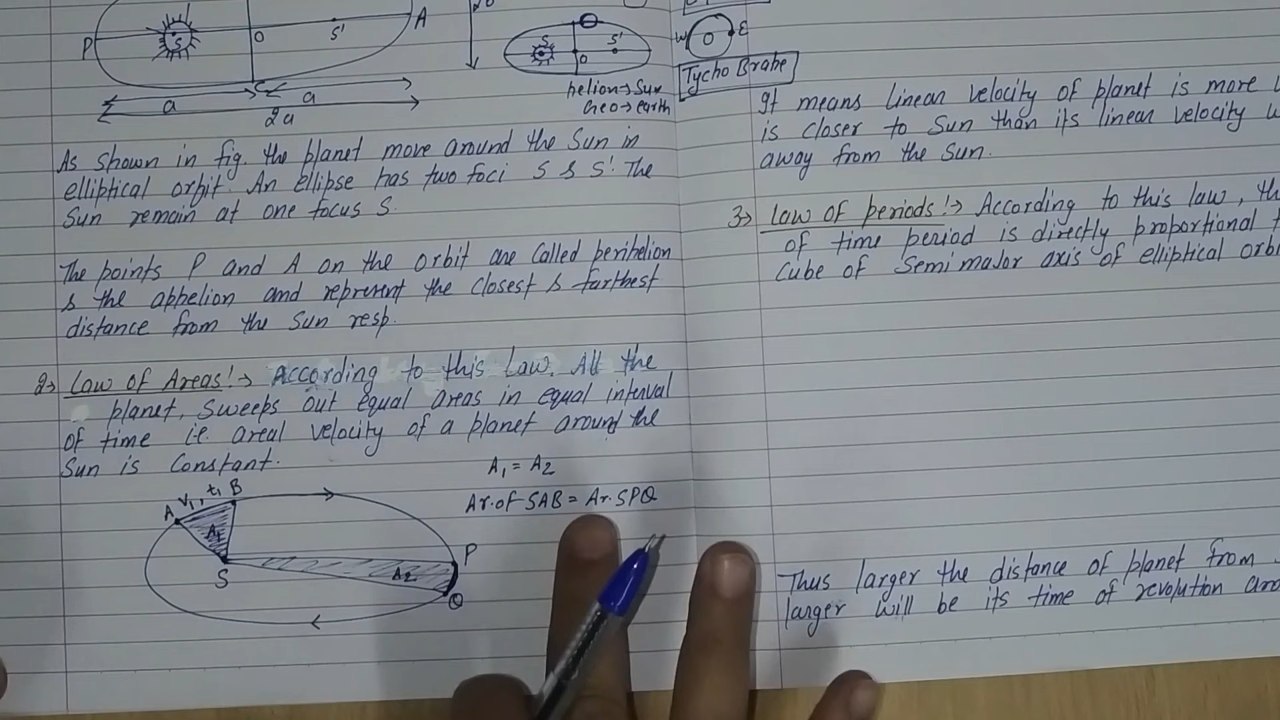 P
S
O
S'
A
a
C
a
2a
S
S'
O
helion → Sun
Geo → earth
W
E
Tycho Brahe
As shown in fig. the planet move around the Sun in
elliptical orbit. An ellipse has two foci S & S'. The
Sun remain at one focus S.
The points P and A on the orbit are called perihelion
& the aphelion and represent the closest & farthest
distance from the Sun resp.
2→ Law of Areas!→ According to this Law, All the
planet, sweeps out equal areas in equal interval
of time i.e. areal velocity of a planet around the
Sun is Constant.
A₁ = A₂
Ar. of SAB = Ar. SPQ
A
V₁, t₁
B
A₁
S
A₂
P
Q
It means linear velocity of planet is more
is closer to Sun than its linear velocity
away from the Sun.
3→ Law of periods!→ According to this law,
of time period is directly proportional
Cube of Semi major axis of elliptical
Thus larger the distance of planet from
larger will be its time of revolution